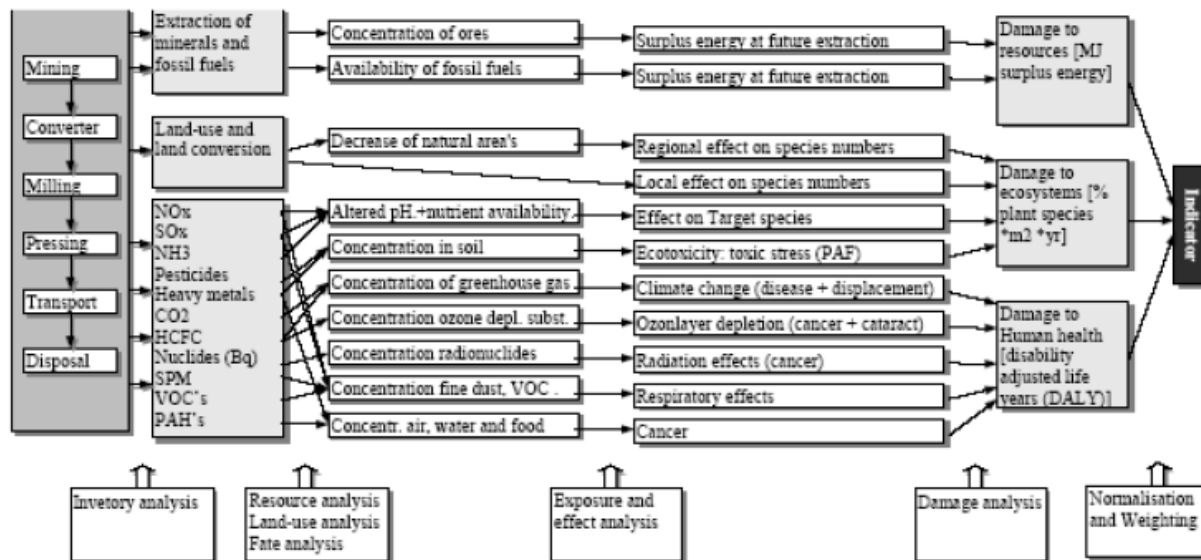 Mining
Converter
Milling
Pressing
Transport
Disposal
Extraction of
minerals and
fossil fuels
Land-use and
land conversion
NOx
SOx
NH3
Pesticides
Heavy metals
CO2
HCFC
Nuclides (Bq)
SPM
VOC's
PAH's
Concentration of ores
Availability of fossil fuels
Decrease of natural area's
Altered pH.+nutrient availability.
Concentration in soil
Concentration of greenhouse gas
Concentration ozone depl. subst.
Concentration radionuclides
Concentration fine dust, VOC .
Concentr. air, water and food
Surplus energy at future extraction
Surplus energy at future extraction
Regional effect on species numbers
Local effect on species numbers
Effect on Target species
Ecotoxicity: toxic stress (PAF)
Climate change (disease + displacement)
Ozonlayer depletion (cancer + cataract)
Radiation effects (cancer)
Respiratory effects
Cancer
Damage to
resources [MJ
surplus energy]
Danage to
ecosystems [%
plant species
*m2 *yr]
Damage to
Human health
[disability
adjusted life
years (DALY)]
Indicator
Invetory analysis
Resource analysis
Land-use analysis
Fate analysis
Exposure and
effect analysis
Damage analysis
Normalisation
and Weighting